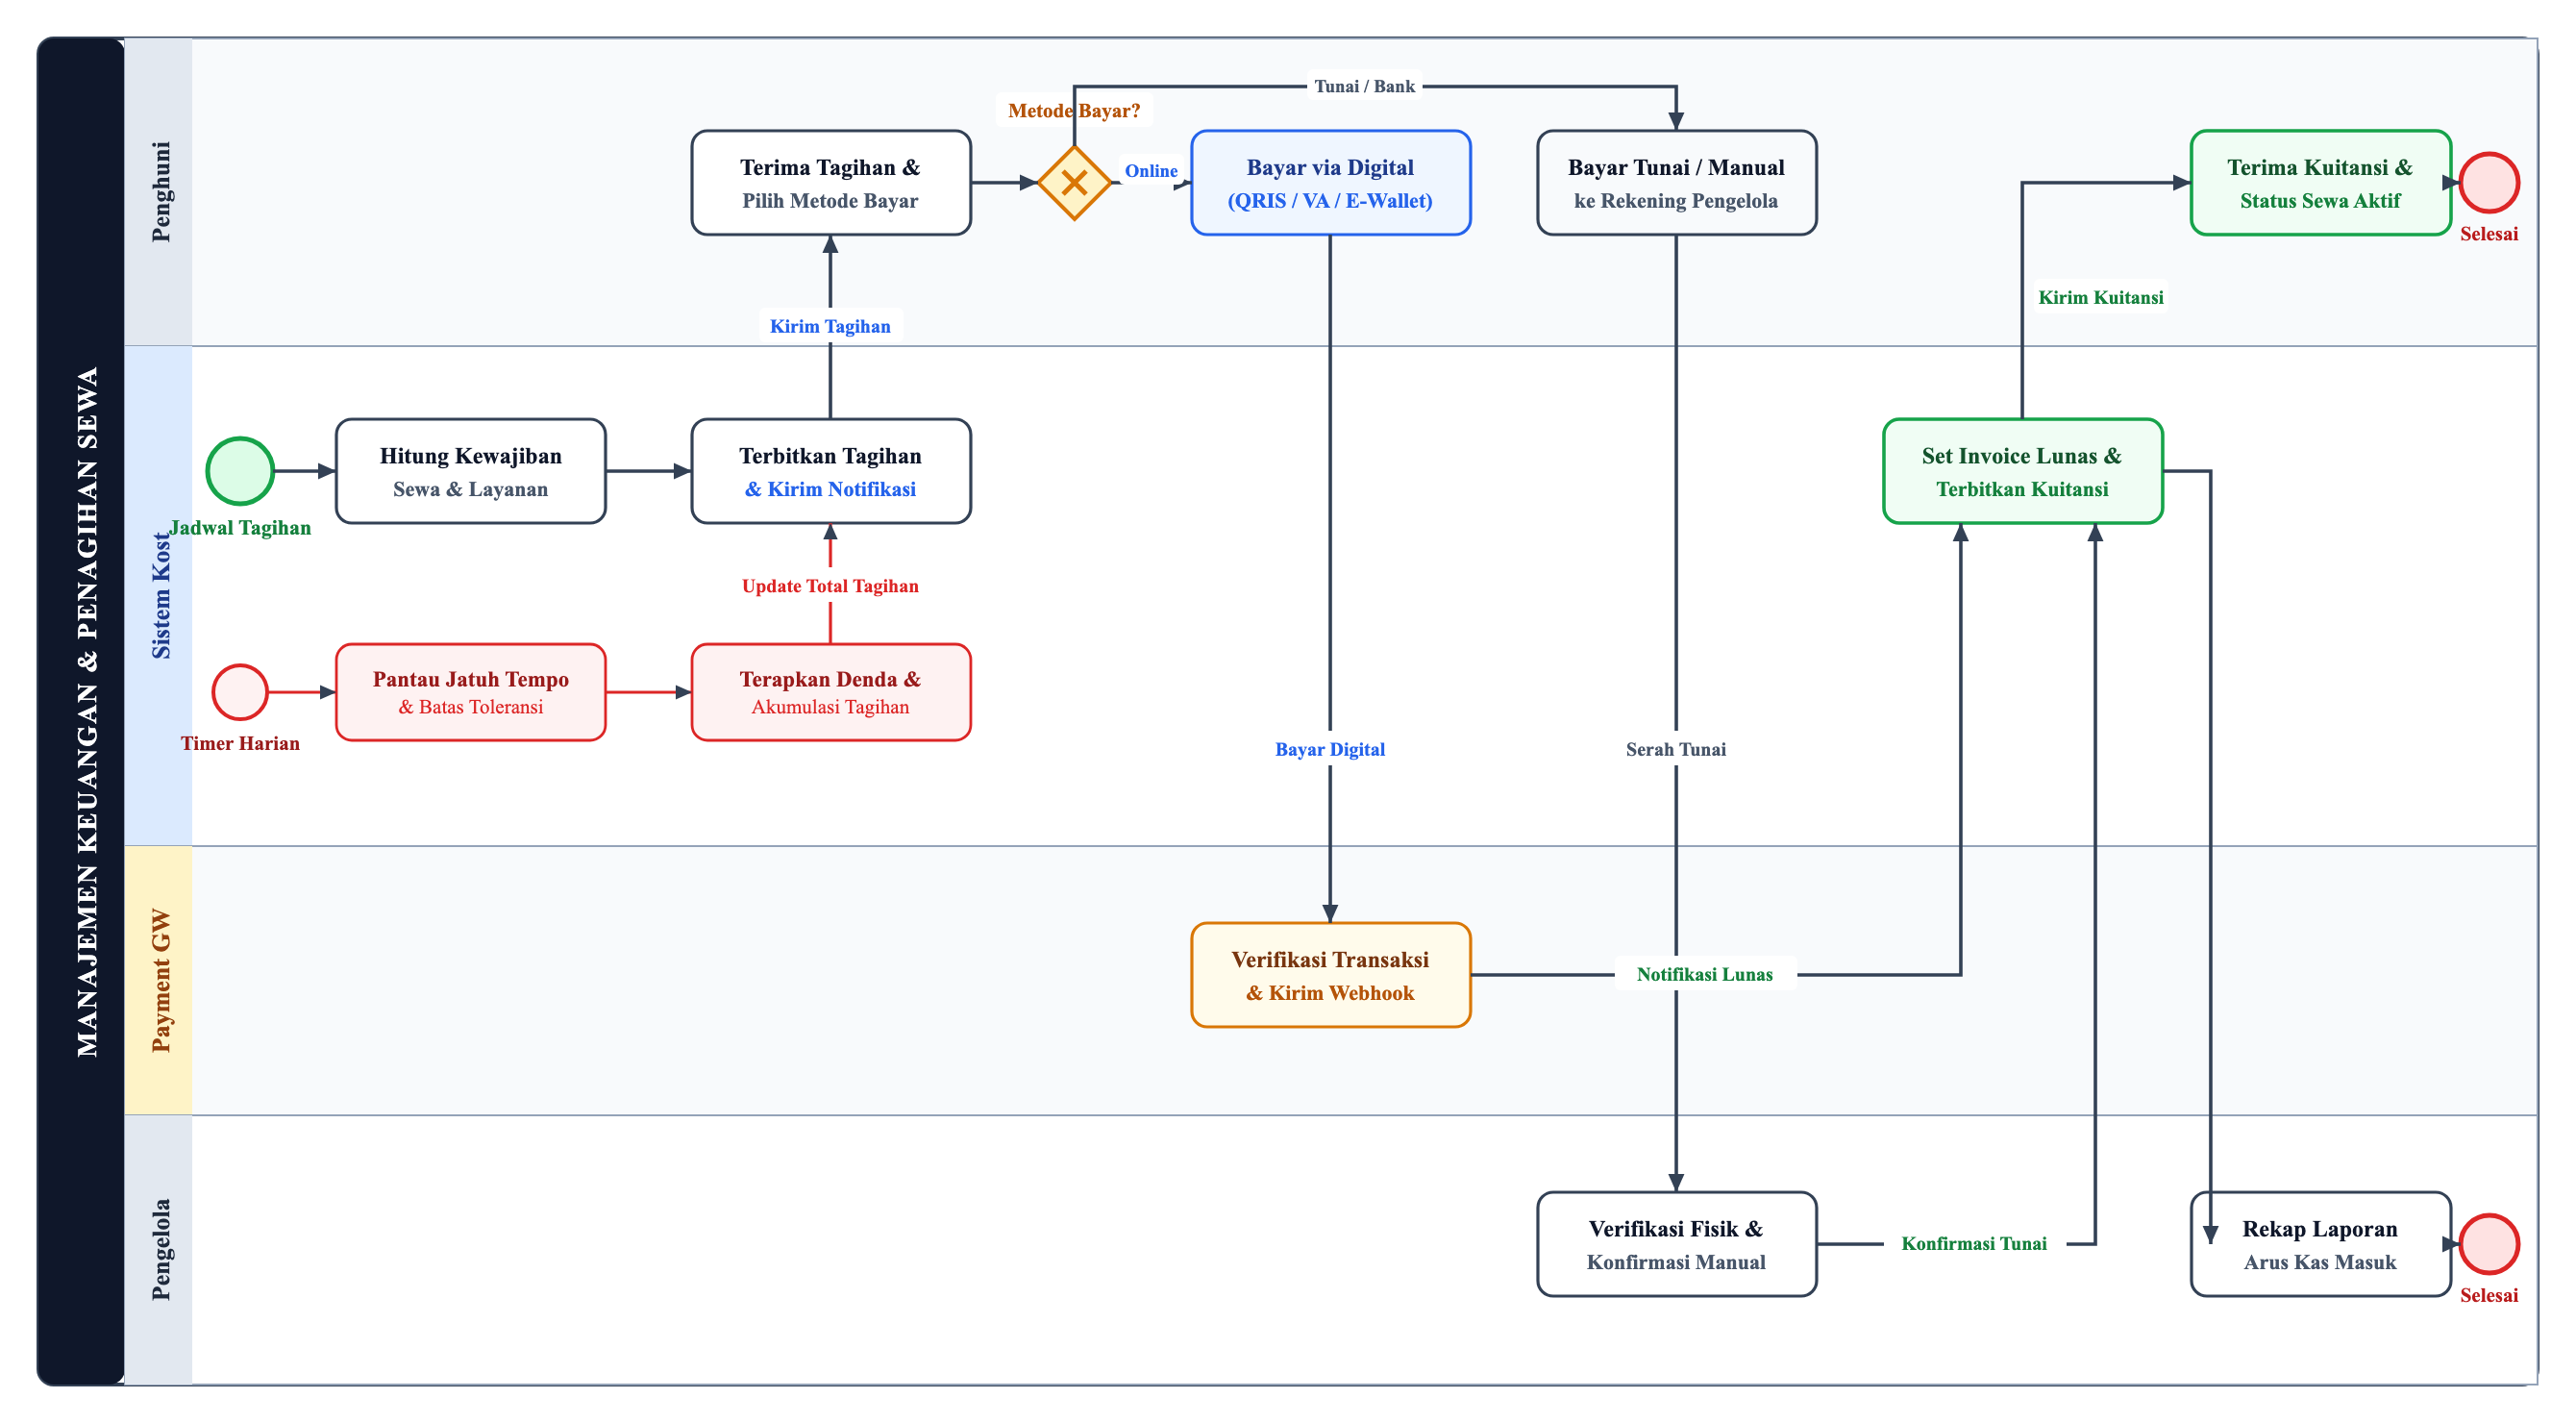 MANAJEMEN KEUANGAN & PENAGIHAN SEWA
Penghuni
Tunai / Bank
Metode Bayar?
Terima Tagihan &
Pilih Metode Bayar
Online
Bayar via Digital
(QRIS / VA / E-Wallet)
Bayar Tunai / Manual
ke Rekening Pengelola
Terima Kuitansi &
Status Sewa Aktif
Selesai
Kirim Tagihan
Kirim Kuitansi
Sistem Kost
Jadwal Tagihan
Hitung Kewajiban
Sewa & Layanan
Terbitkan Tagihan
& Kirim Notifikasi
Set Invoice Lunas &
Terbitkan Kuitansi
Update Total Tagihan
Timer Harian
Pantau Jatuh Tempo
& Batas Toleransi
Terapkan Denda &
Akumulasi Tagihan
Bayar Digital
Serah Tunai
Payment GW
Verifikasi Transaksi
& Kirim Webhook
Notifikasi Lunas
Pengelola
Verifikasi Fisik &
Konfirmasi Manual
Konfirmasi Tunai
Rekap Laporan
Arus Kas Masuk
Selesai